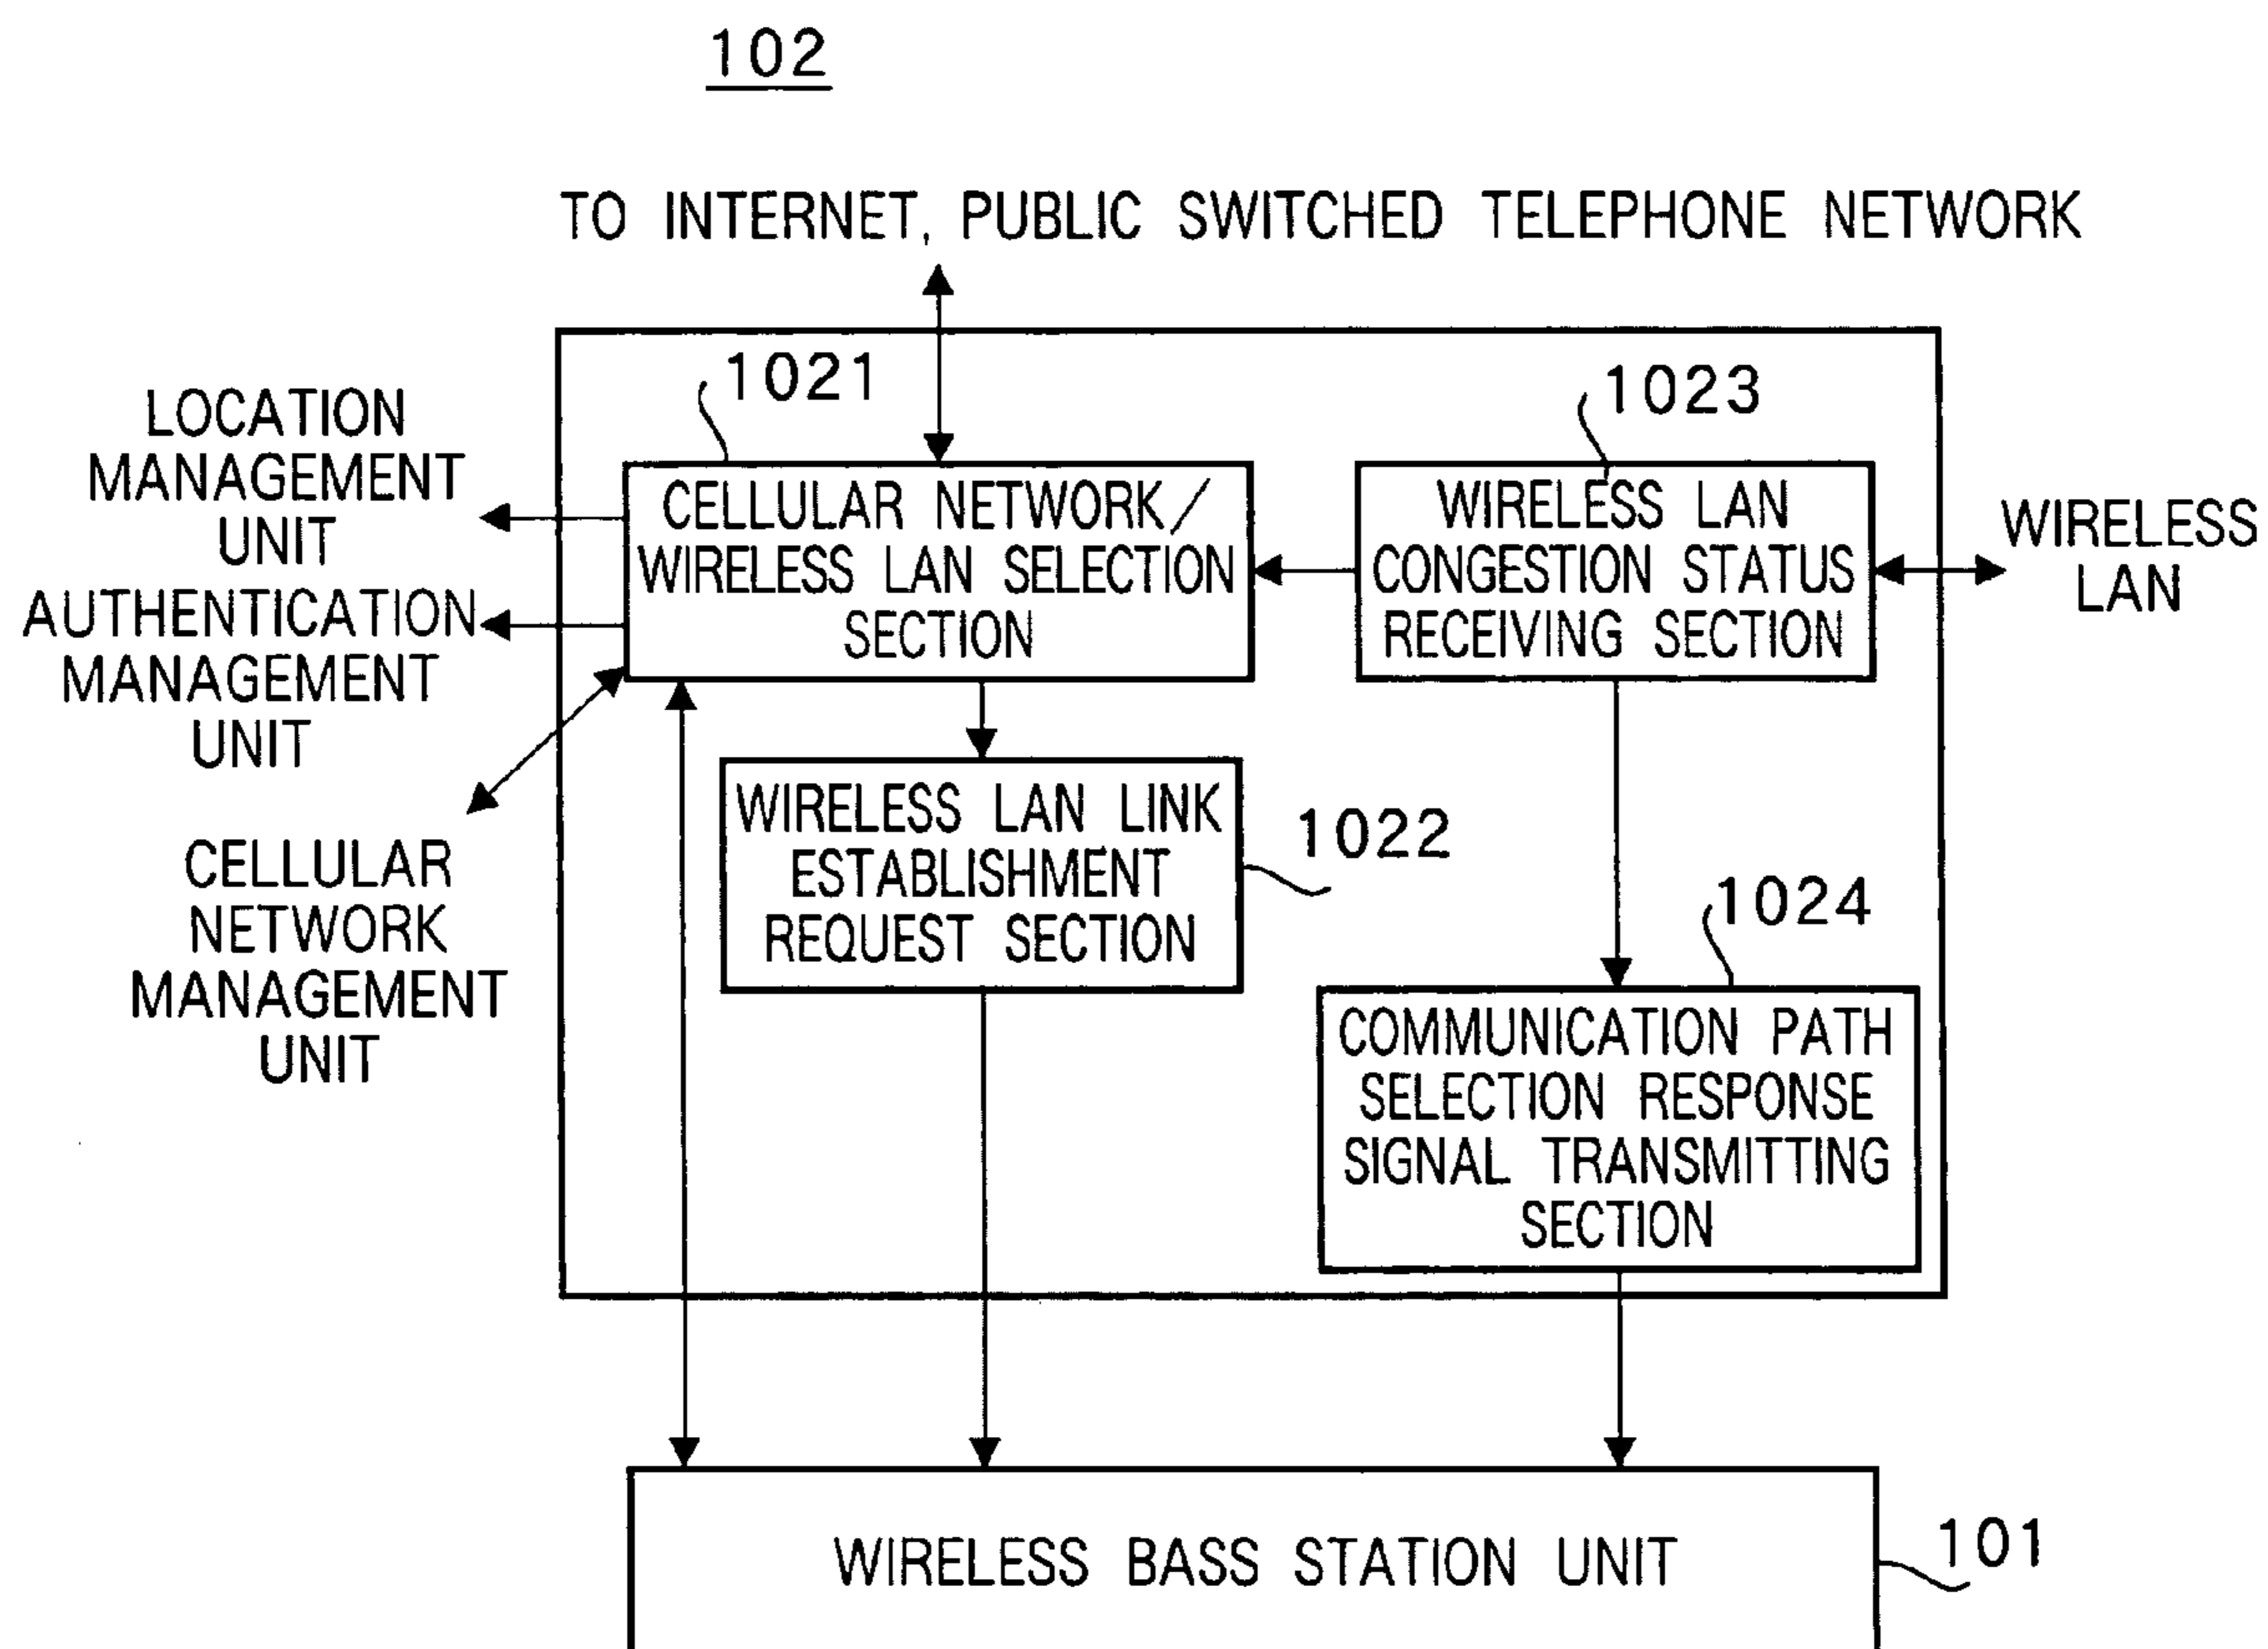 102
TO INTERNET, PUBLIC SWITCHED TELEPHONE NETWORK
1021
1023
LOCATION
MANAGEMENT
UNIT
AUTHENTICATION
MANAGEMENT
UNIT
CELLULAR
NETWORK
MANAGEMENT
UNIT
CELLULAR NETWORK/
WIRELESS LAN SELECTION
SECTION
WIRELESS LAN
CONGESTION STATUS
RECEIVING SECTION
WIRELESS
LAN
WIRELESS LAN LINK
ESTABLISHMENT
REQUEST SECTION
1022
1024
COMMUNICATION PATH
SELECTION RESPONSE
SIGNAL TRANSMITTING
SECTION
WIRELESS BASS STATION UNIT
101